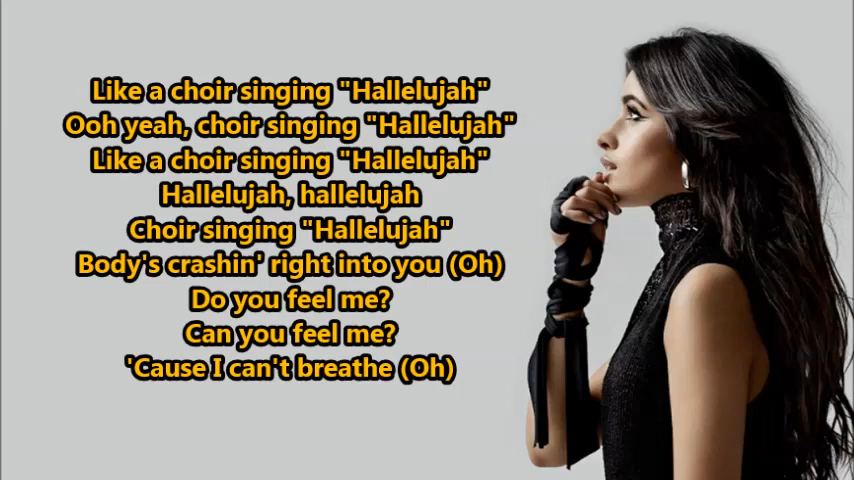 Like a choir singing "Hallelujah"
Ooh yeah, choir singing "Hallelujah"
Like a choir singing "Hallelujah"
Hallelujah, hallelujah
Choir singing "Hallelujah"
Body's crashin' right into you (Oh)
Do you feel me?
Can you feel me?
'Cause I can't breathe (Oh)